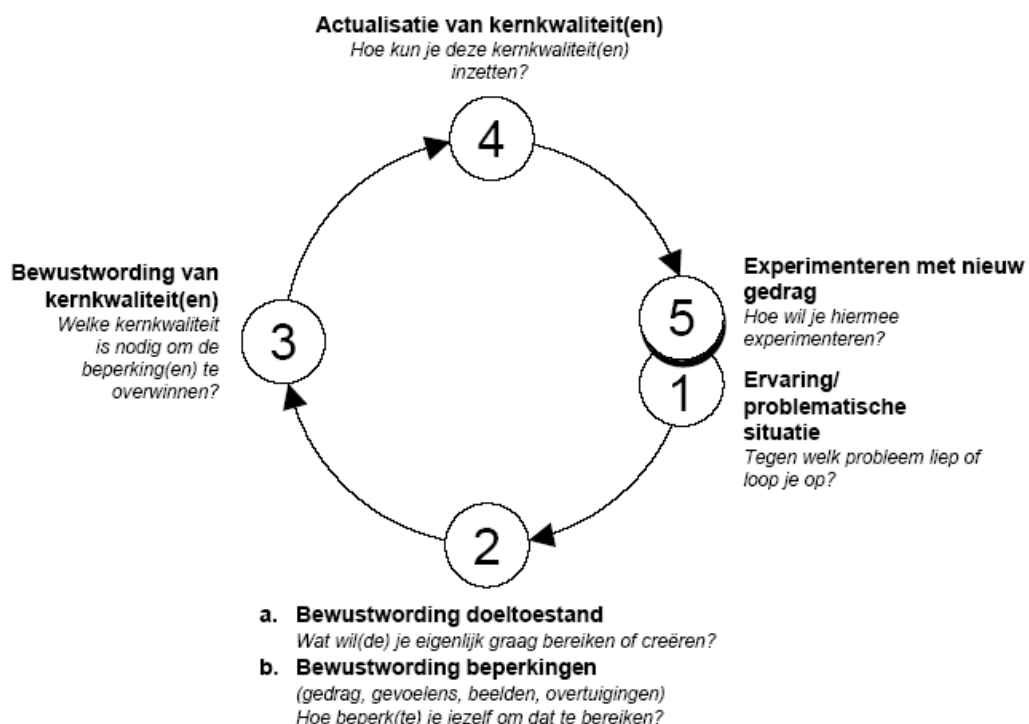 Actualisatie van kernkwaliteit(en)
Hoe kun je deze kernkwaliteit(en)
inzetten?
4
Bewustwording van
kernkwaliteit(en)
Welke kernkwaliteit
is nodig om de
beperking(en) te
overwinnen?
3
5
Experimenteren met nieuw
gedrag
Hoe wil je hiermee
experimenteren?
1
Ervaring/
problematische
situatie
Tegen welk probleem liep of
loop je op?
2
a. Bewustwording doeltoestand
Wat wil(de) je eigenlijk graag bereiken of creëren?
b. Bewustwording beperkingen
(gedrag, gevoelens, beelden, overtuigingen)
Hoe beperk(te) je jezelf om dat te bereiken?